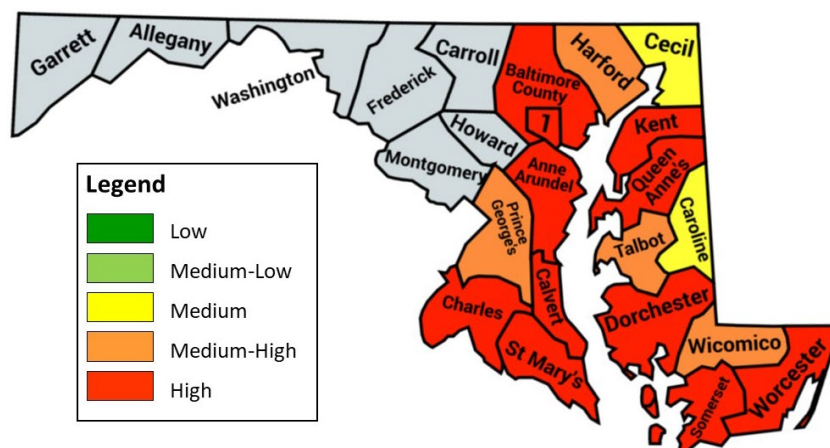 Garrett
Allegany
Washington
Frederick
Carroll
Baltimore
County
1
Harford
Cecil
Howard
Montgomery
Anne
Arundel
Kent
Queen
Anne's
Prince
George's
Talbot
Caroline
Calvert
Charles
St Mary's
Dorchester
Wicomico
Somerset
Worcester
Legend
Low
Medium-Low
Medium
Medium-High
High